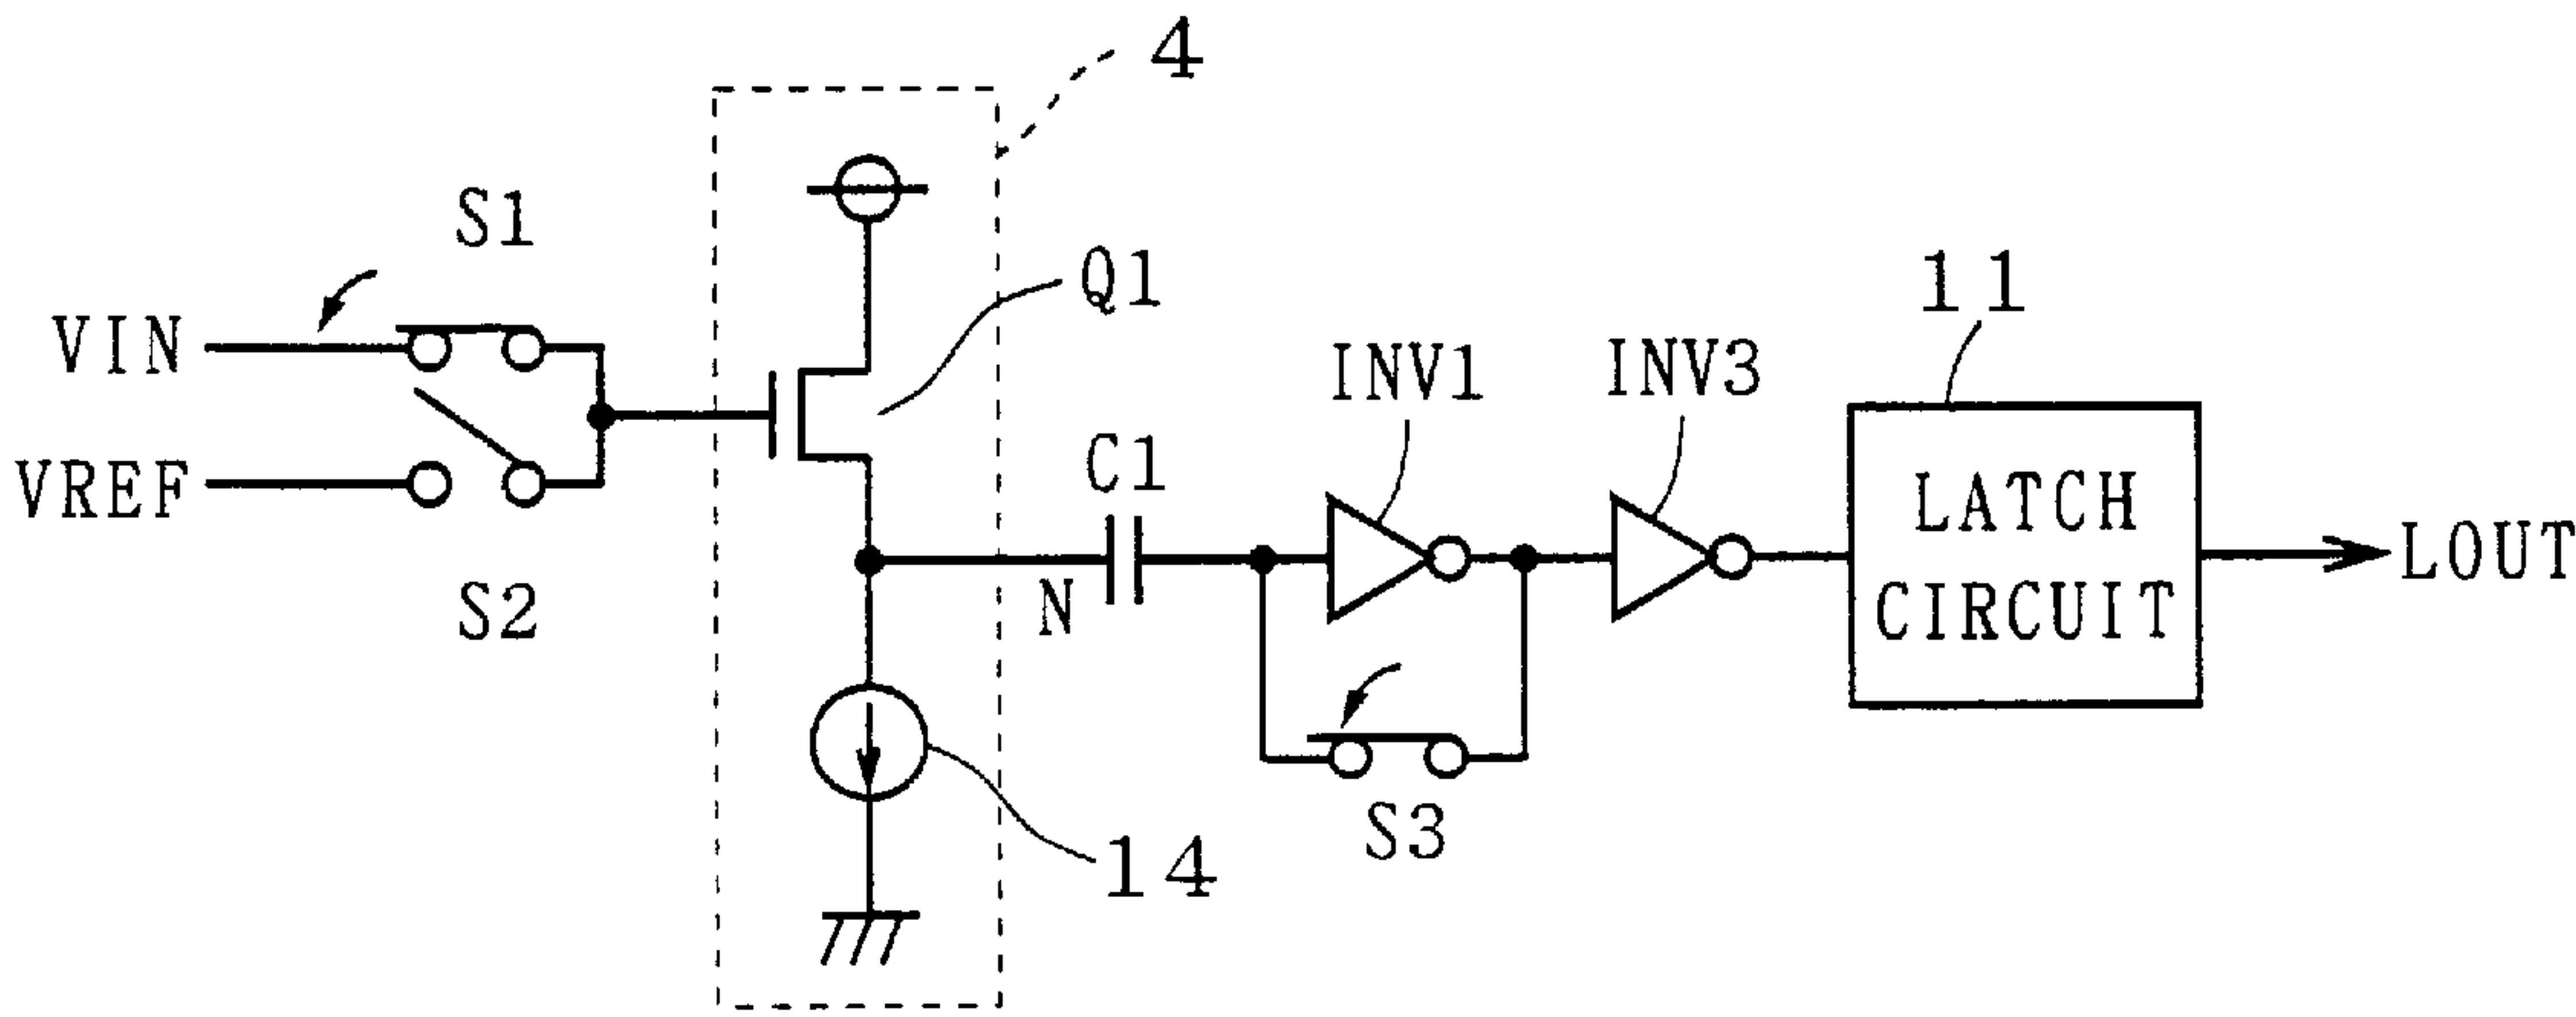 4
S1
Q1
11
VIN
INV1
INV3
C1
VREF
LATCH
CIRCUIT
LOUT
S2
N
S3
14